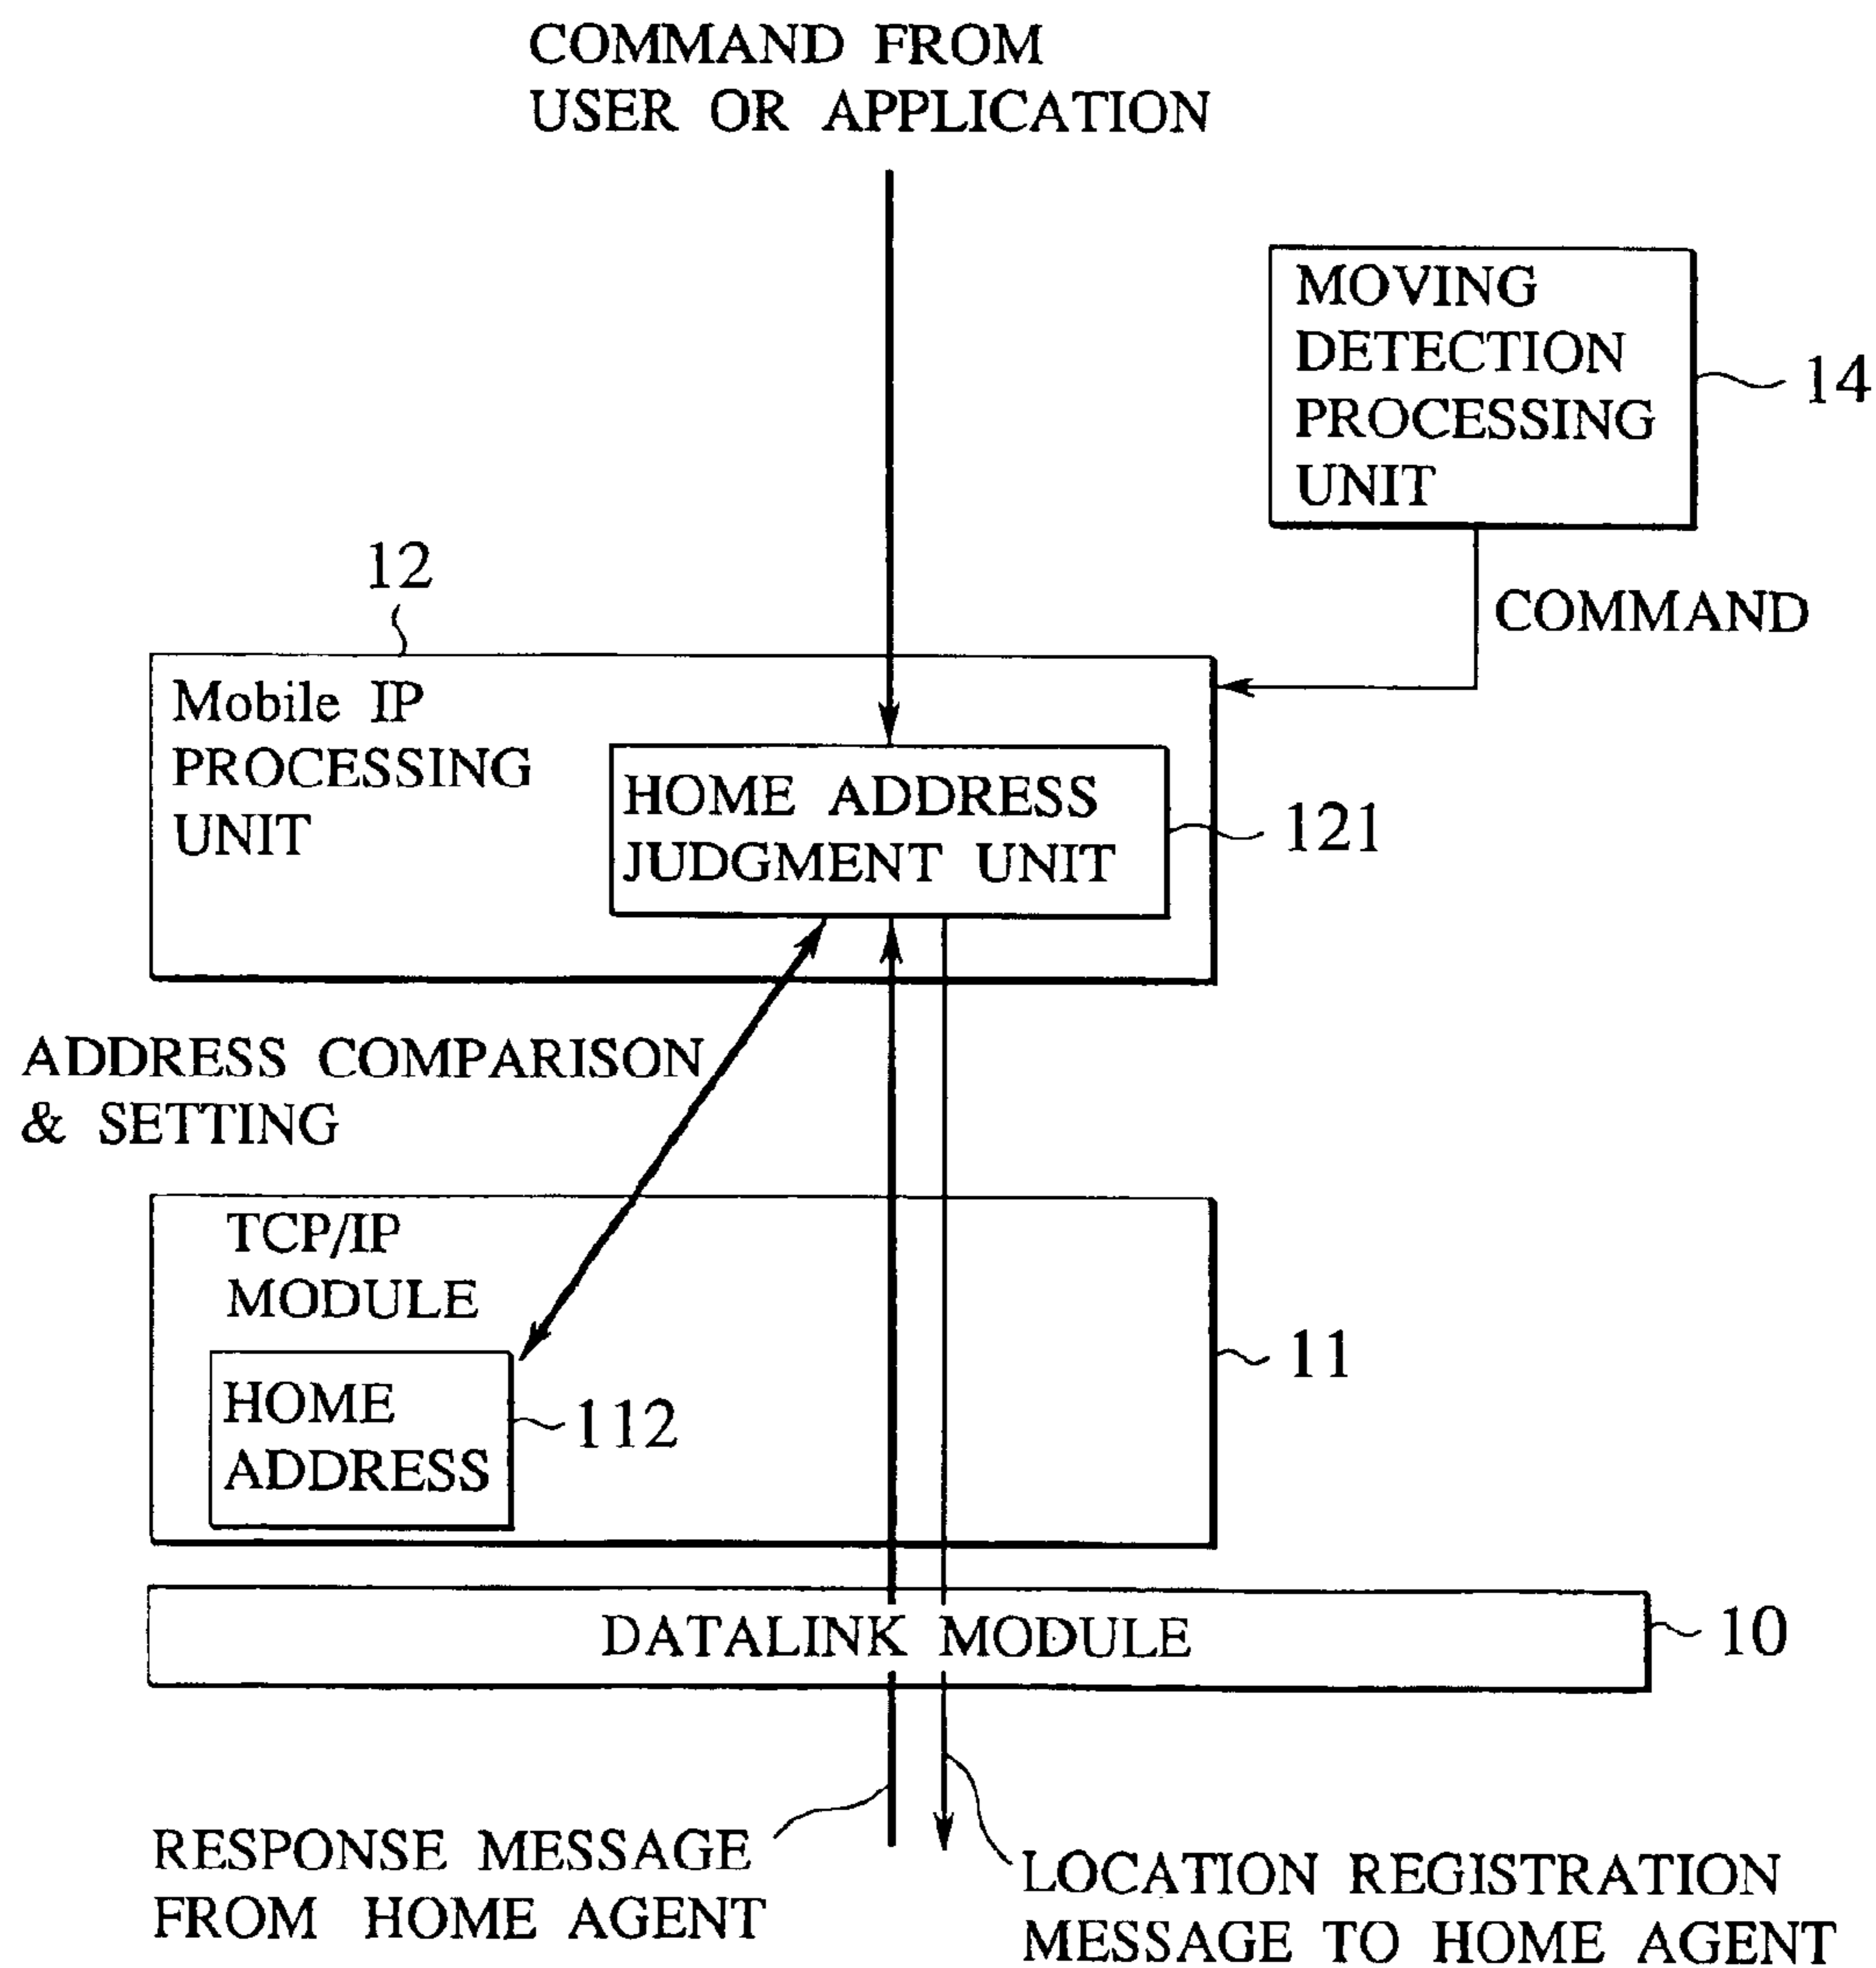 COMMAND FROM
USER OR APPLICATION
MOVING
DETECTION
PROCESSING
UNIT
14
12
COMMAND
Mobile IP
PROCESSING
UNIT
HOME ADDRESS
JUDGMENT UNIT
121
ADDRESS COMPARISON
& SETTING
TCP/IP
MODULE
11
HOME
ADDRESS
112
DATALINK MODULE
10
RESPONSE MESSAGE
FROM HOME AGENT
LOCATION REGISTRATION
MESSAGE TO HOME AGENT